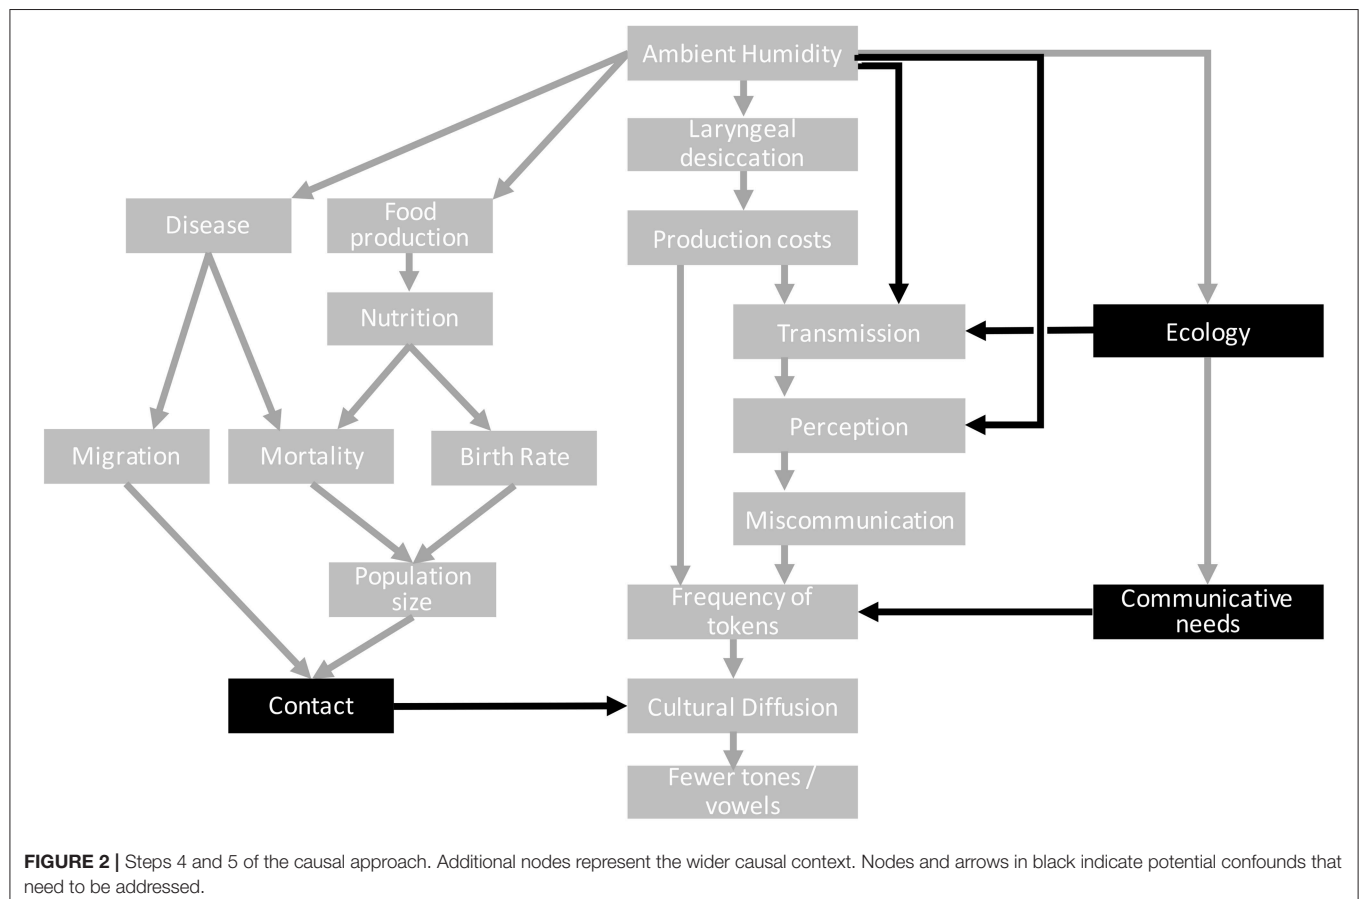 Ambient Humidity
Laryngeal
desiccation
Disease
Food
production
Production costs
Nutrition
Transmission
Ecology
Perception
Migration
Mortality
Birth Rate
Miscommunication
Population
size
Frequency of
tokens
Communicative
needs
Contact
Cultural Diffusion
Fewer tones /
vowels
FIGURE 2 | Steps 4 and 5 of the causal approach. Additional nodes represent the wider causal context. Nodes and arrows in black indicate potential confounds that
need to be addressed.